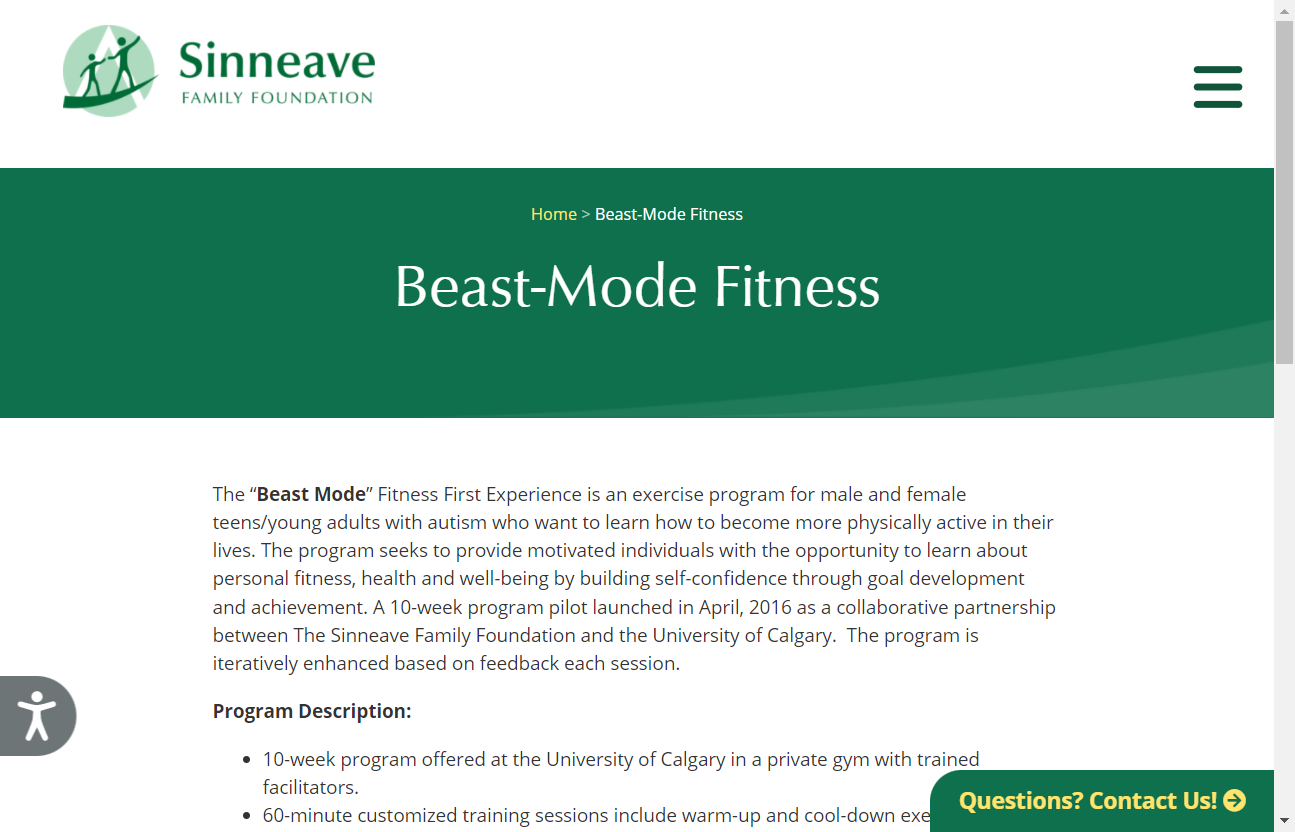 Sinneave
FAMILY FOUNDATION
Home > Beast-Mode Fitness
Beast-Mode Fitness
The “Beast Mode” Fitness First Experience is an exercise program for male and female
teens/young adults with autism who want to learn how to become more physically active in their
lives. The program seeks to provide motivated individuals with the opportunity to learn about
personal fitness, health and well-being by building self-confidence through goal development
and achievement. A 10-week program pilot launched in April, 2016 as a collaborative partnership
between The Sinneave Family Foundation and the University of Calgary.  The program is
iteratively enhanced based on feedback each session.
Program Description:
• 10-week program offered at the University of Calgary in a private gym with trained
facilitators.
• 60-minute customized training sessions include warm-up and cool-down
Questions? Contact Us!